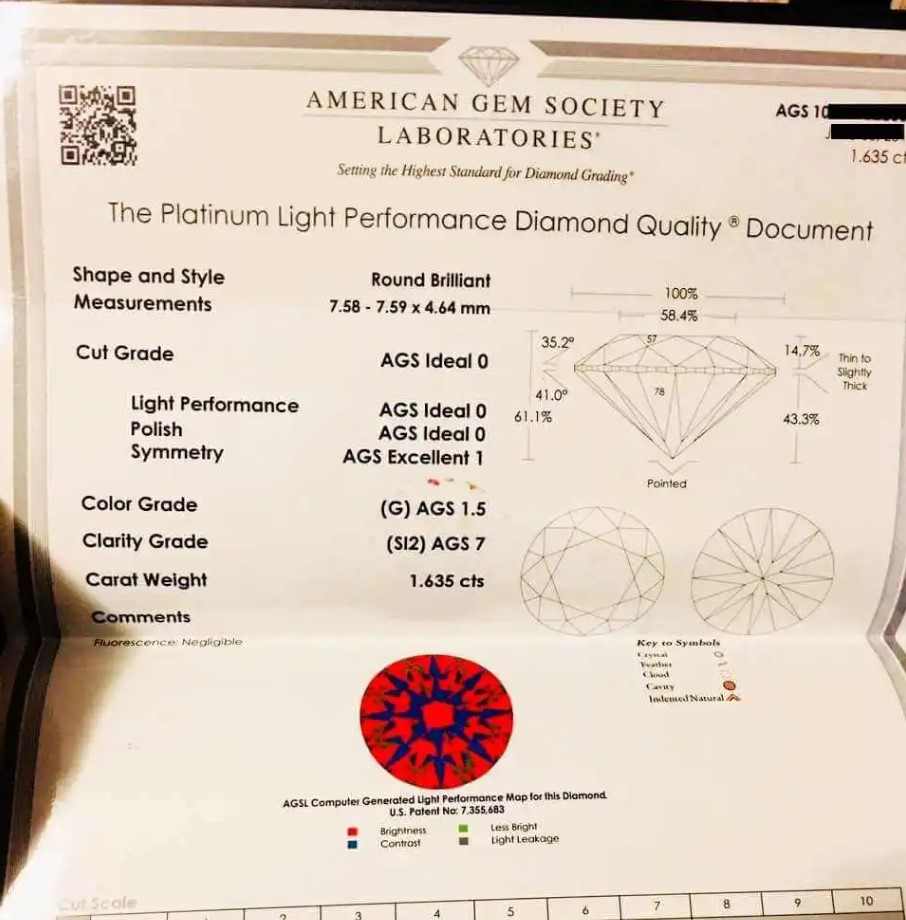 AMERICAN GEM SOCIETY
LABORATORIES®
Setting the Highest Standard for Diamond Grading®
AGS 10
1.635 ct
The Platinum Light Performance Diamond Quality ® Document
Shape and Style Round Brilliant
Measurements 7.58 - 7.59 x 4.64 mm
Cut Grade AGS Ideal 0
Light Performance AGS Ideal 0
Polish AGS Ideal 0
Symmetry AGS Excellent 1
Color Grade (G) AGS 1.5
Clarity Grade (SI2) AGS 7
Carat Weight 1.635 cts
Comments
Fluorescence: Negligible
100%
58.4%
35.2°
57
14.7%
Thin to
Slightly
Thick
41.0°
78
61.1%
43.3%
Pointed
Key to Symbols
Crystal
Feather
Cloud
Cavity
Indented Natural
AGSL Computer Generated Light Performance Map for this Diamond.
U.S. Patent No: 7,355,683
Brightness Less Bright
Contrast Light Leakage
Cut Scale
2 3 4 5 6 7 8 9 10